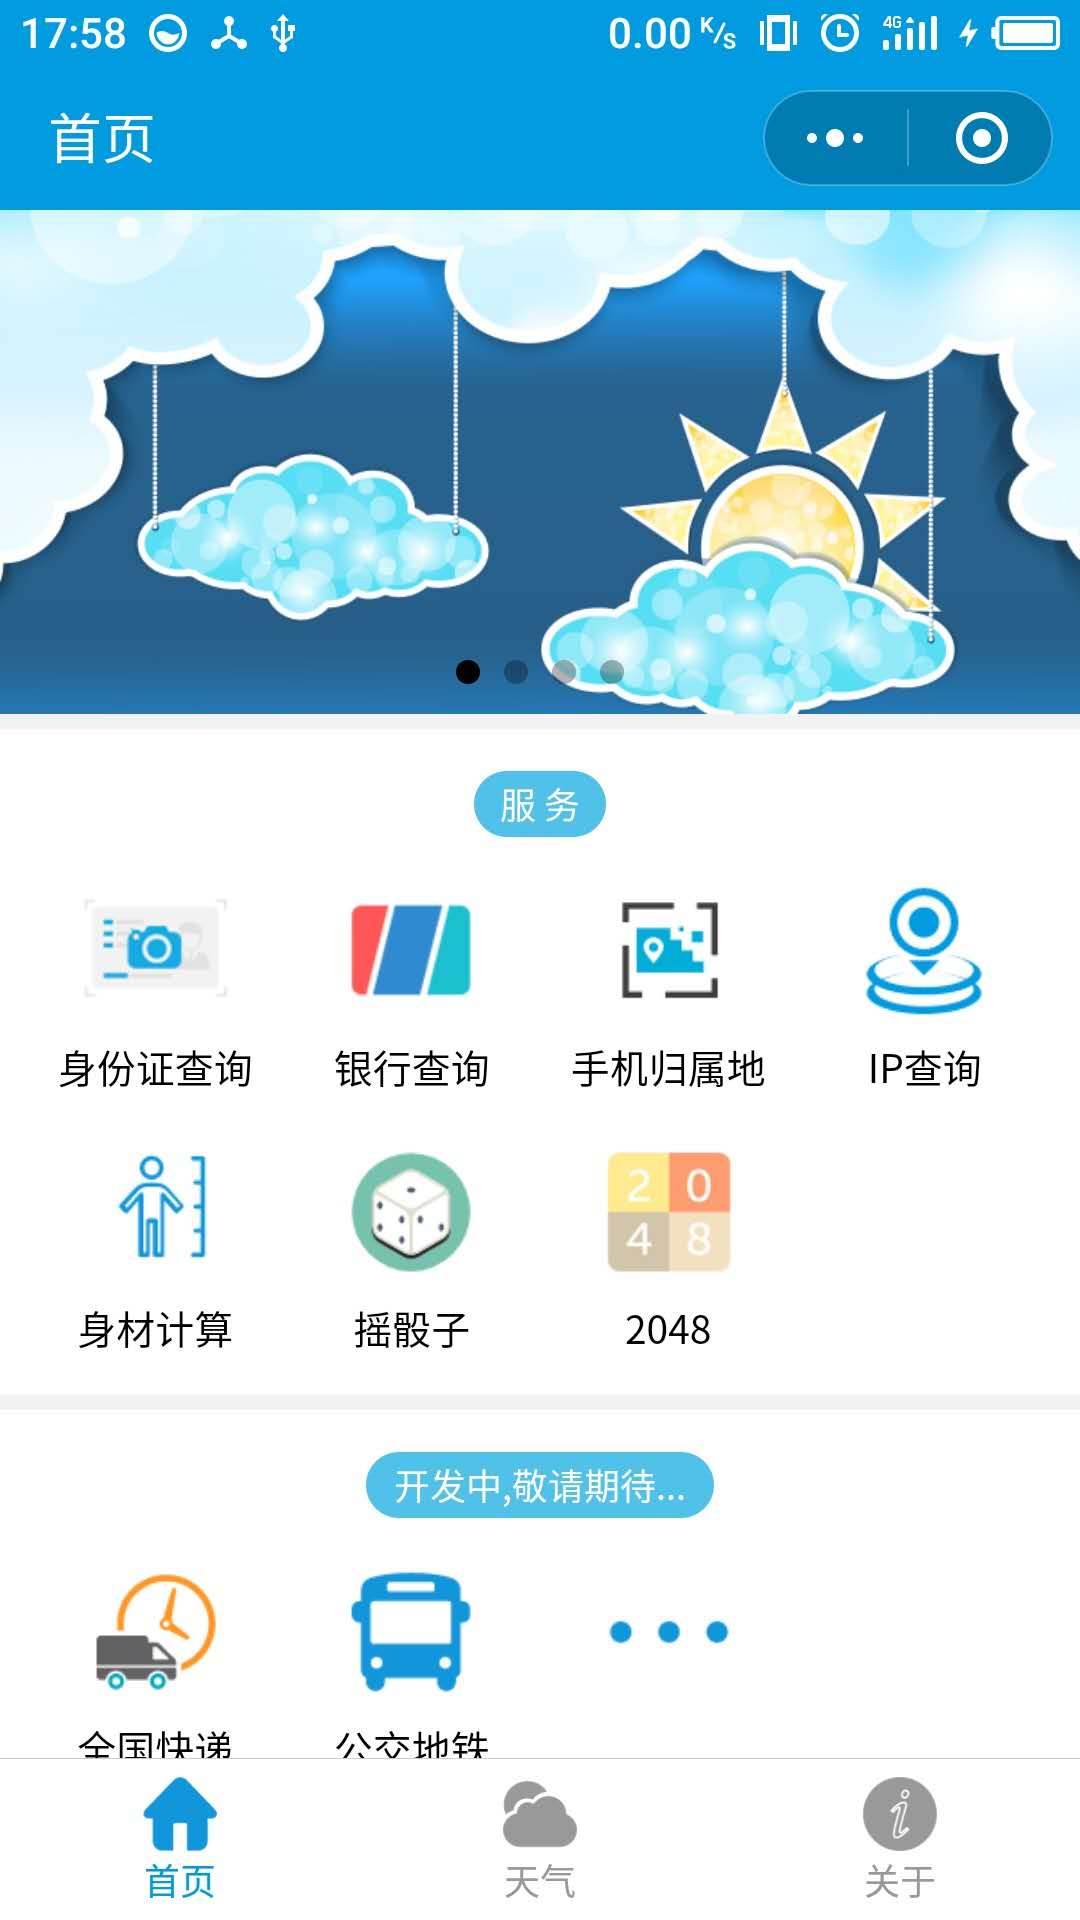 17:58
0.00 K/s
4G
首页
服 务
身份证查询 银行查询 手机归属地 IP查询
2 0
4 8
身材计算 摇骰子 2048
开发中,敬请期待...
全国快递 公交地铁
首页 天气 关于